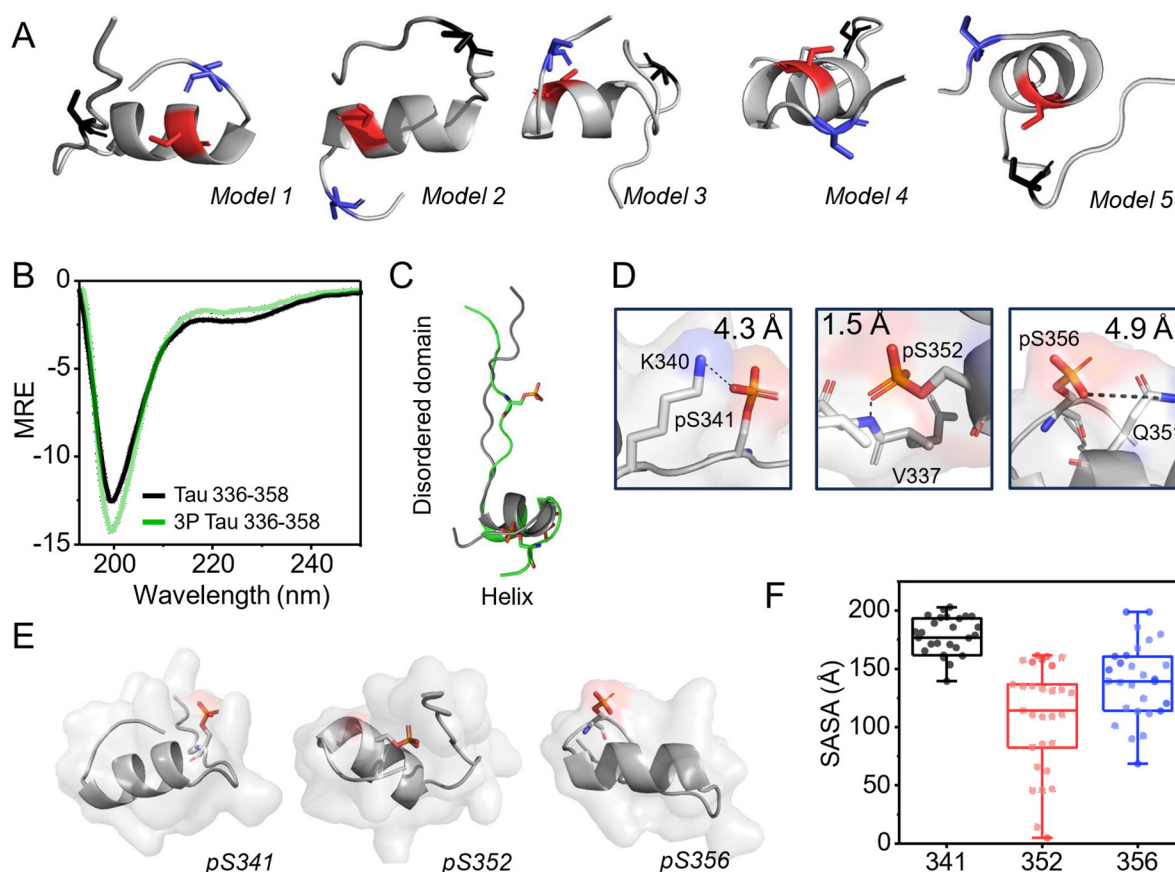 A
Model 1
Model 2
Model 3
Model 4
Model 5
B
0
-5
-10
-15
MRE
Tau 336-358
3P Tau 336-358
200 220 240
Wavelength (nm)
C
Disordered domain
Helix
D
4.3 Å
K340
pS341
1.5 Å
pS352
V337
pS356
4.9 Å
Q351
E
pS341
pS352
pS356
F
200
150
100
50
0
SASA (Å)
341 352 356